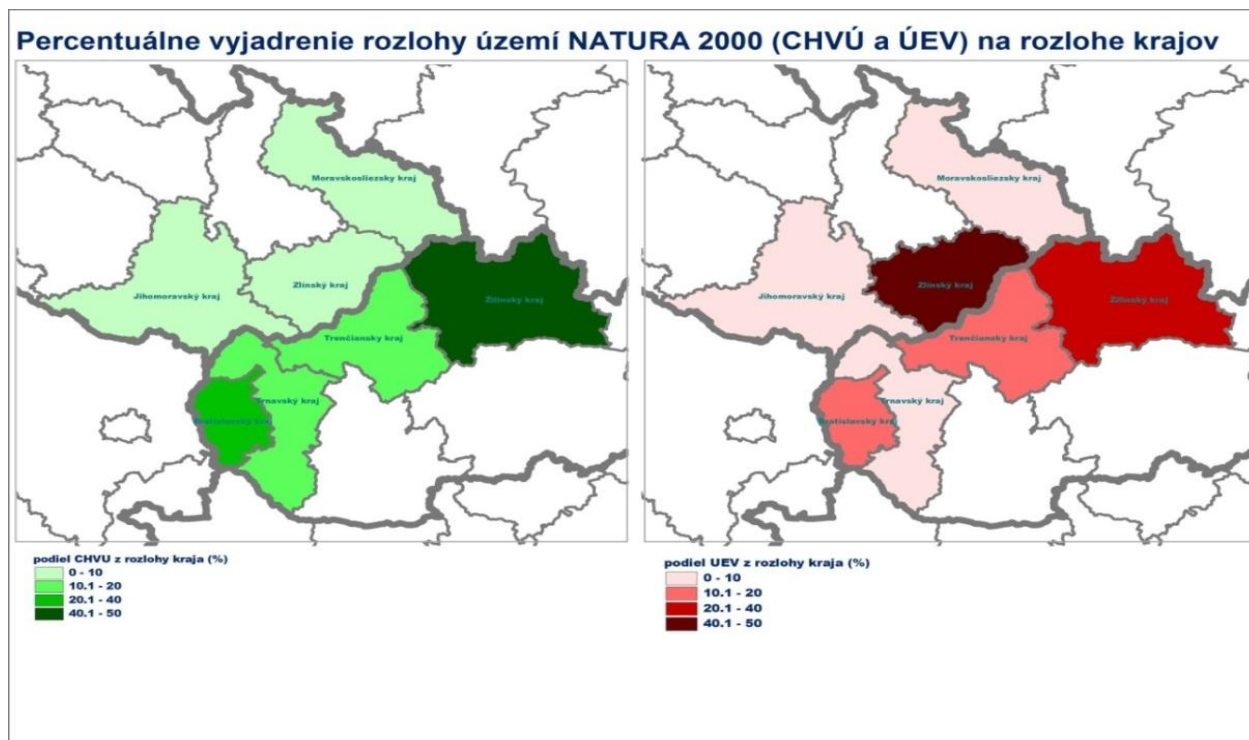 Percentuálne vyjadrenie rozlohy území NATURA 2000 (CHVÚ a ÚEV) na rozlohe krajov
Moravskosliezsky kraj
Jihomoravský kraj
Zlínsky kraj
Žilinský kraj
Trenčiansky kraj
Trnavský kraj
Bratislavský kraj
podiel CHVU z rozlohy kraja (%)
0 - 10
10.1 - 20
20.1 - 40
40.1 - 50
Moravskosliezsky kraj
Jihomoravský kraj
Zlínsky kraj
Žilinský kraj
Trenčiansky kraj
Trnavský kraj
Bratislavský kraj
podiel UEV z rozlohy kraja (%)
0 - 10
10.1 - 20
20.1 - 40
40.1 - 50